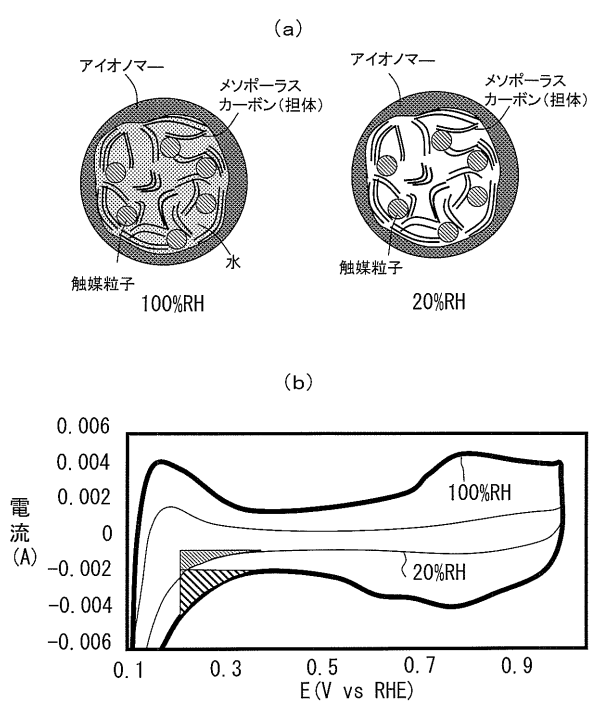 (a)
アイオノマー
メソポーラス
カーボン(担体)
触媒粒子
水
100%RH
アイオノマー
メソポーラス
カーボン(担体)
触媒粒子
20%RH
(b)
0.006
0.004
0.002
0
-0.002
-0.004
-0.006
電流
(A)
100%RH
20%RH
0.1 0.3 0.5 0.7 0.9
E(V vs RHE)